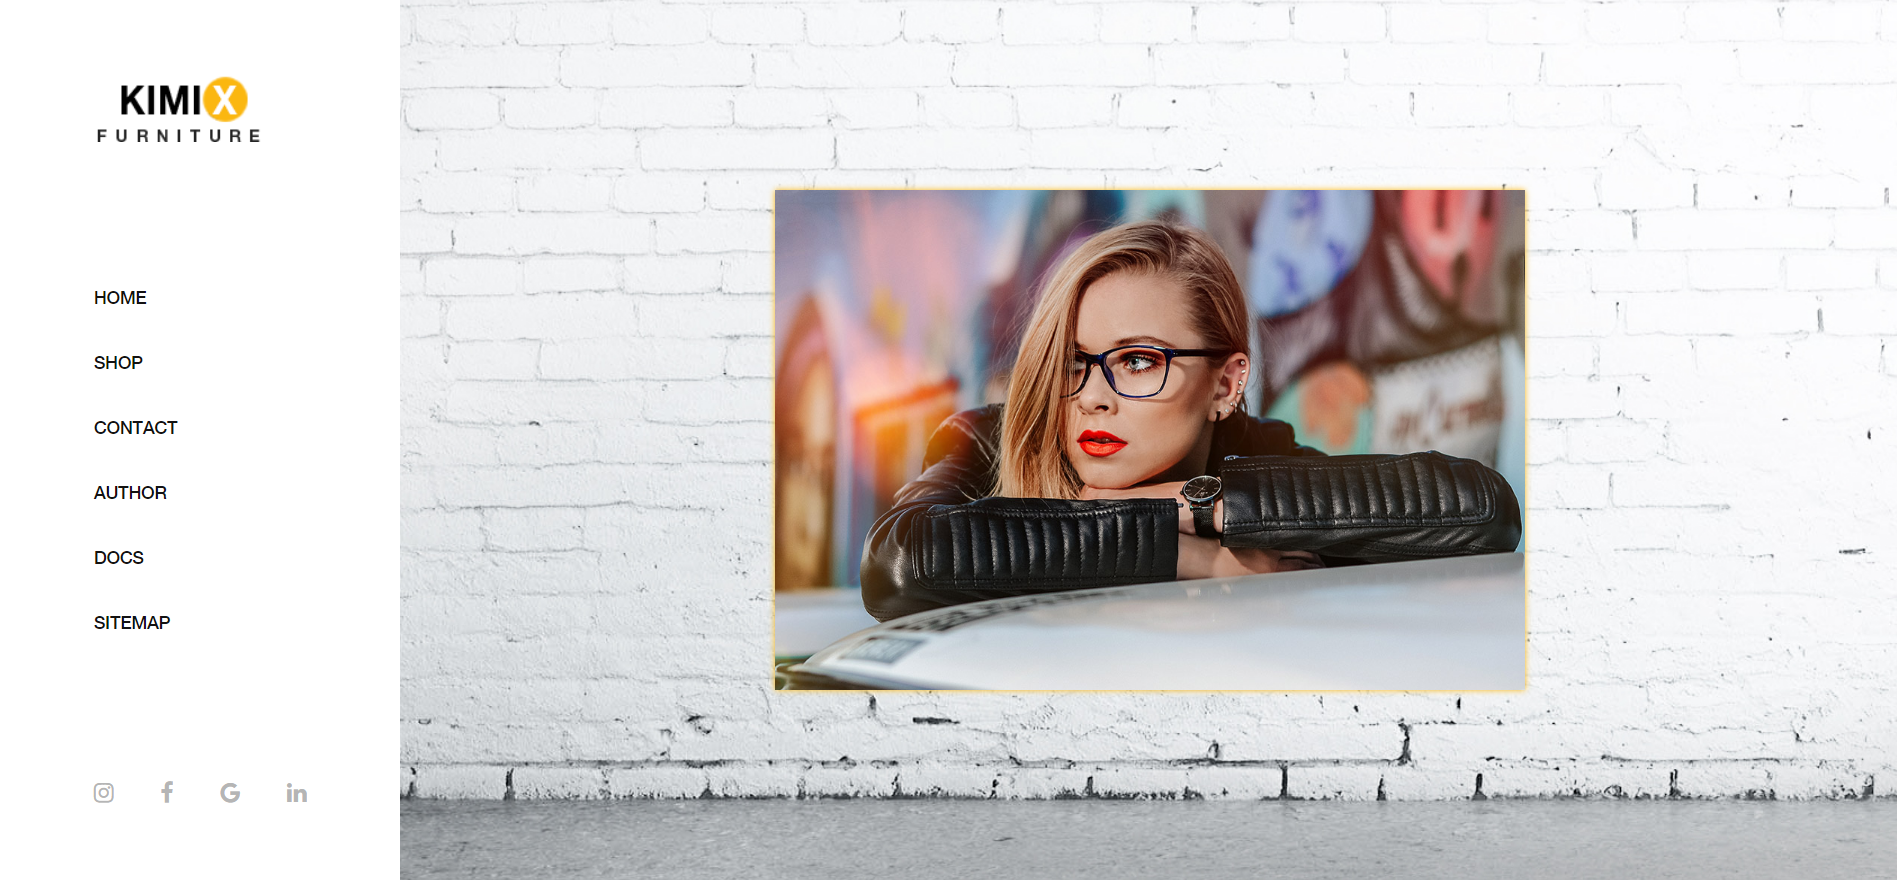 KIMIX
FURNITURE
HOME
SHOP
CONTACT
AUTHOR
DOCS
SITEMAP